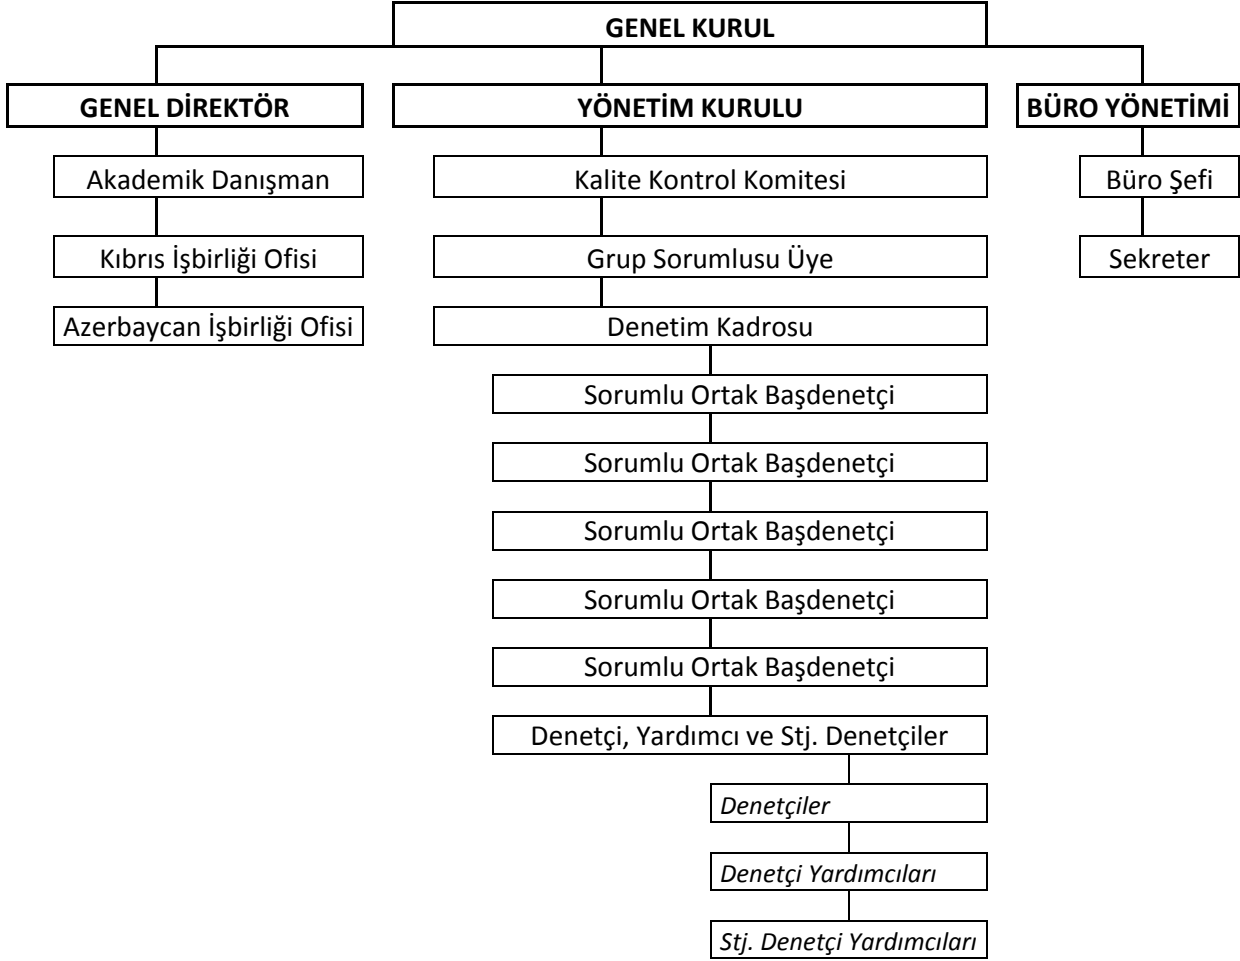 GENEL KURUL
GENEL DİREKTÖR
YÖNETİM KURULU
BÜRO YÖNETİMİ
Akademik Danışman
Kalite Kontrol Komitesi
Büro Şefi
Kıbrıs İşbirliği Ofisi
Grup Sorumlusu Üye
Sekreter
Azerbaycan İşbirliği Ofisi
Denetim Kadrosu
Sorumlu Ortak Başdenetçi
Sorumlu Ortak Başdenetçi
Sorumlu Ortak Başdenetçi
Sorumlu Ortak Başdenetçi
Sorumlu Ortak Başdenetçi
Denetçi, Yardımcı ve Stj. Denetçiler
Denetçiler
Denetçi Yardımcıları
Stj. Denetçi Yardımcıları